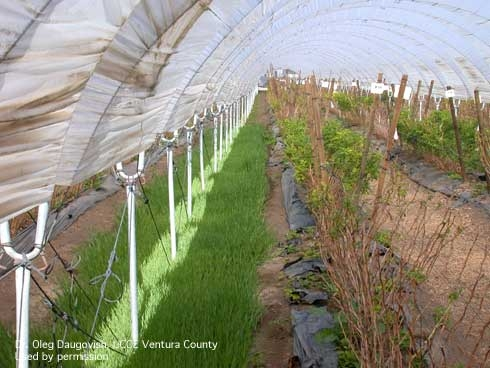 Dr. Oleg Daugovish, UCCE Ventura County
Used by permission